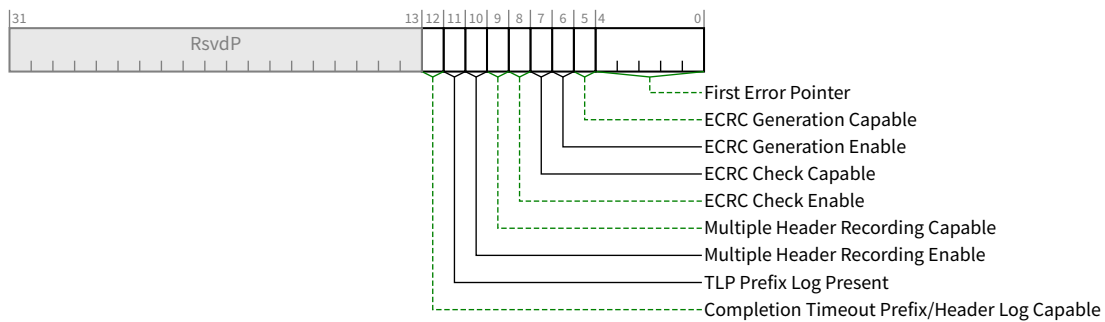 31 13 12 11 10 9 8 7 6 5 4 0
RsvdP
First Error Pointer
ECRC Generation Capable
ECRC Generation Enable
ECRC Check Capable
ECRC Check Enable
Multiple Header Recording Capable
Multiple Header Recording Enable
TLP Prefix Log Present
Completion Timeout Prefix/Header Log Capable